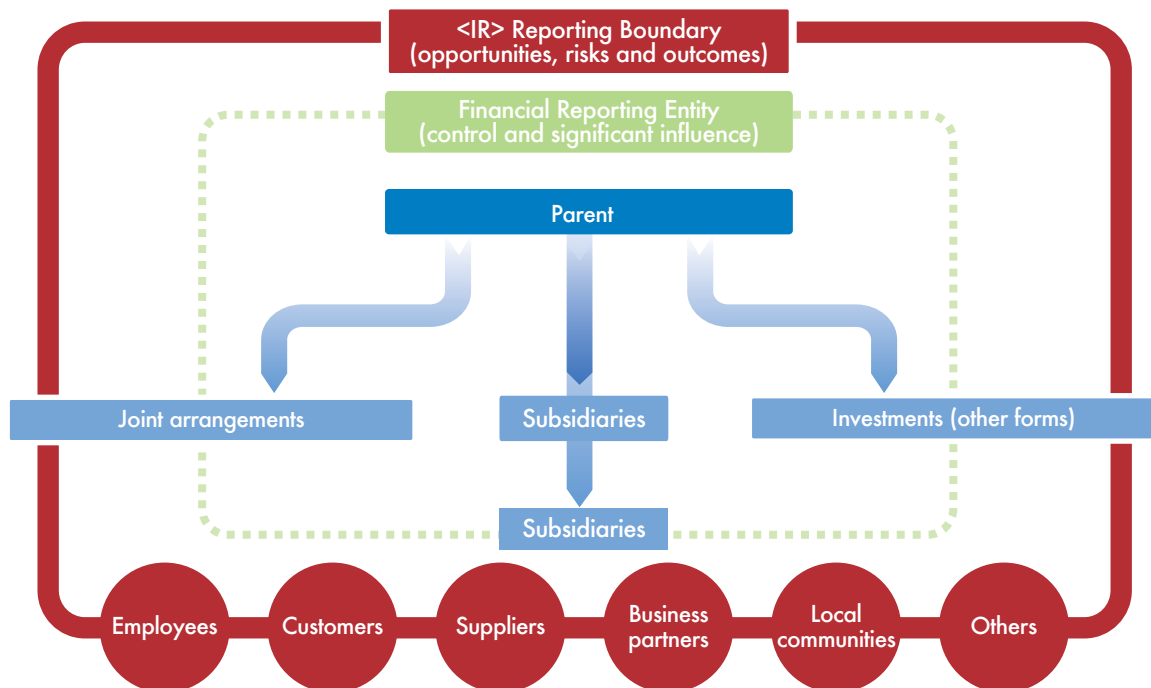 <IR> Reporting Boundary
(opportunities, risks and outcomes)
Financial Reporting Entity
(control and significant influence)
Parent
Joint arrangements
Subsidiaries
Investments (other forms)
Subsidiaries
Employees
Customers
Suppliers
Business
partners
Local
communities
Others